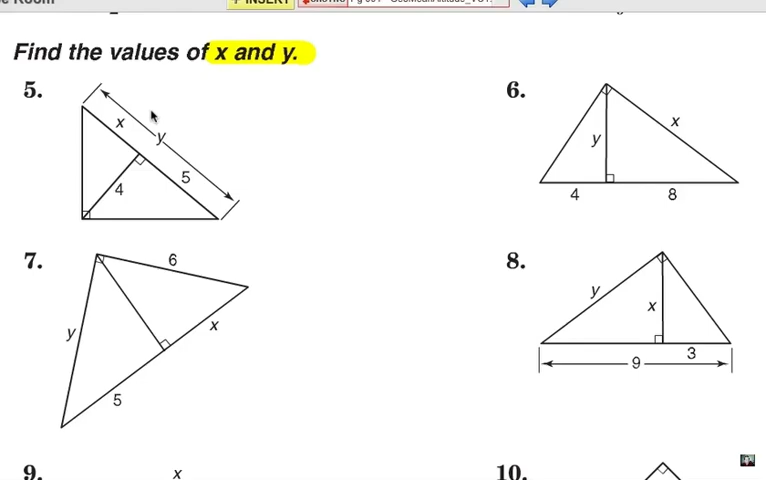 + INSERT
Find the values of x and y.
5.
x
y
4
5
6.
y
x
4
8
7.
6
y
x
5
8.
y
x
3
9
9.
x
10.